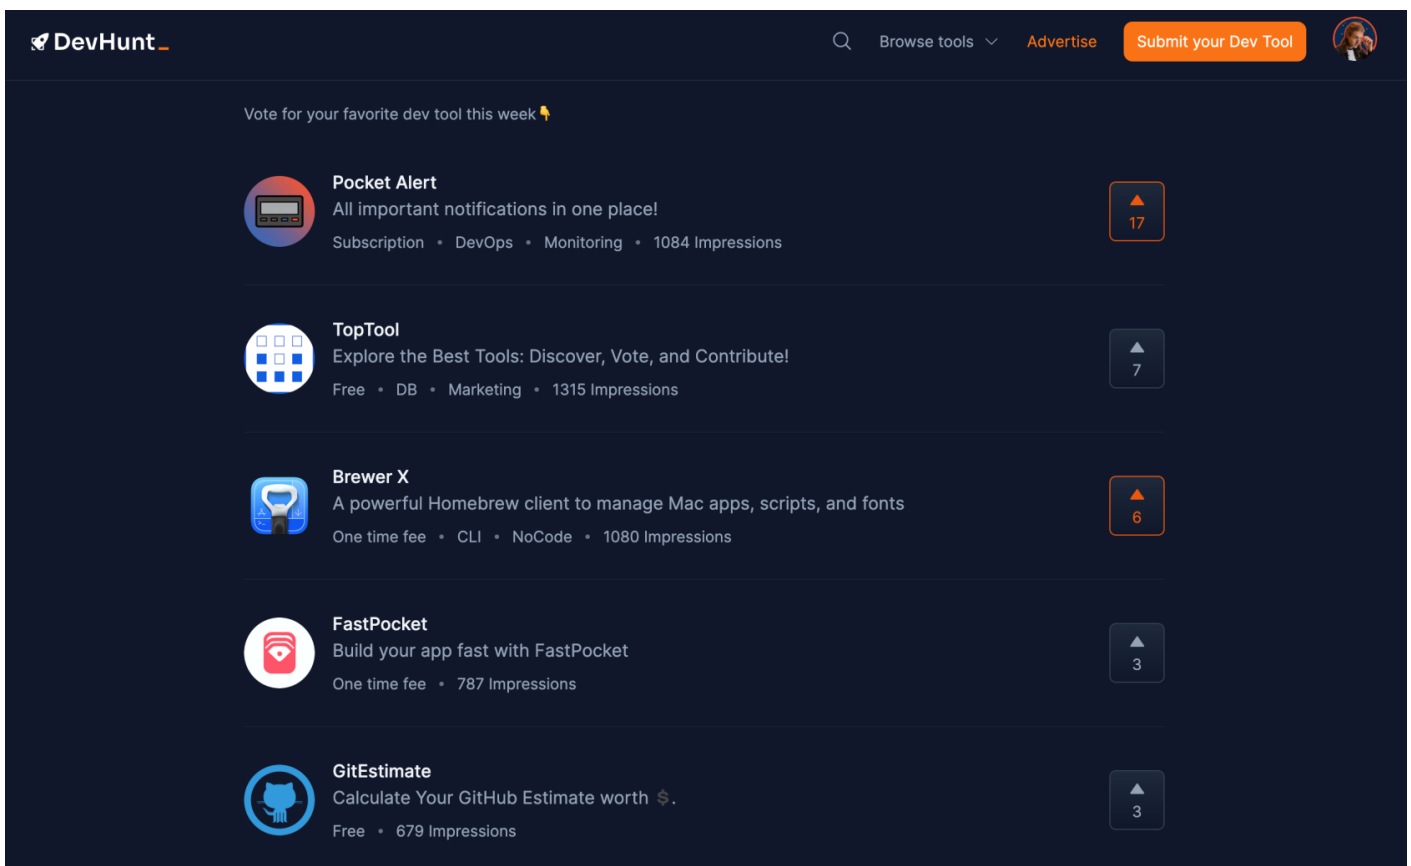 DevHunt_
Browse tools
Advertise
Submit your Dev Tool
Vote for your favorite dev tool this week👇
Pocket Alert
All important notifications in one place!
Subscription • DevOps • Monitoring • 1084 Impressions
17
TopTool
Explore the Best Tools: Discover, Vote, and Contribute!
Free • DB • Marketing • 1315 Impressions
7
Brewer X
A powerful Homebrew client to manage Mac apps, scripts, and fonts
One time fee • CLI • NoCode • 1080 Impressions
6
FastPocket
Build your app fast with FastPocket
One time fee • 787 Impressions
3
GitEstimate
Calculate Your GitHub Estimate worth 💲.
Free • 679 Impressions
3